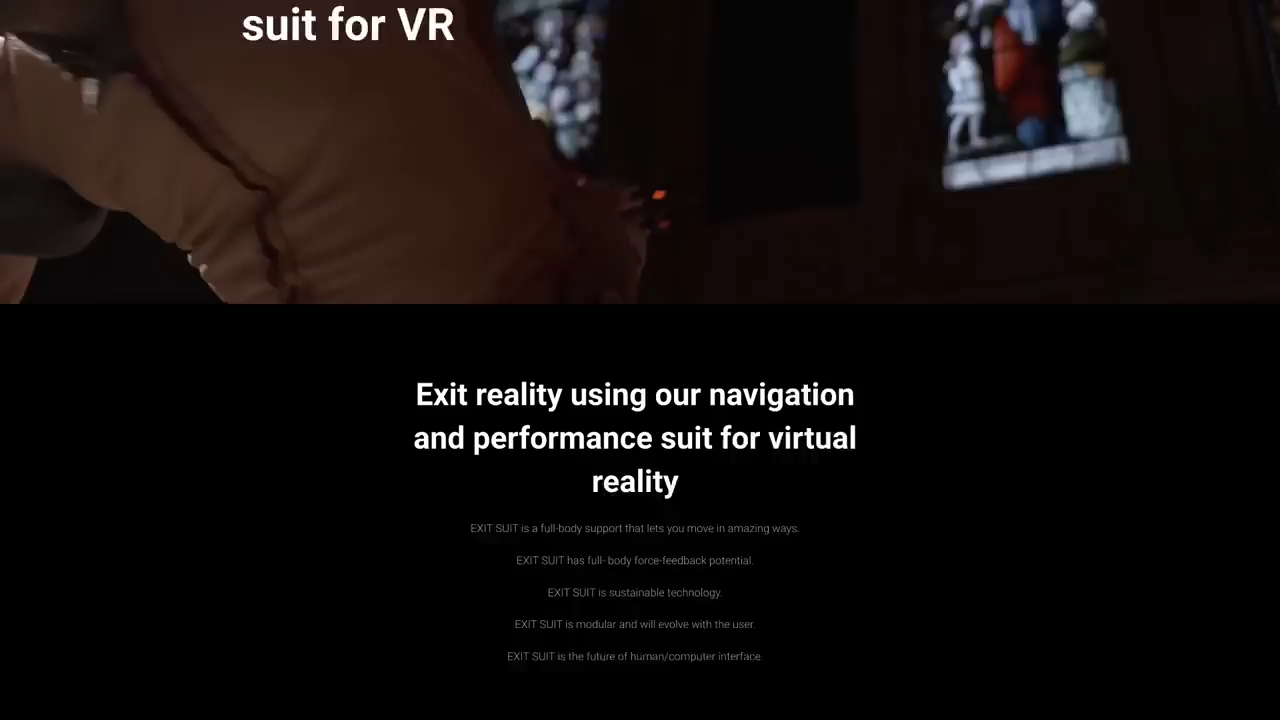 suit for VR
Exit reality using our navigation
and performance suit for virtual
reality
EXIT SUIT is a full-body support that lets you move in amazing ways.
EXIT SUIT has full- body force-feedback potential.
EXIT SUIT is sustainable technology.
EXIT SUIT is modular and will evolve with the user.
EXIT SUIT is the future of human/computer interface.